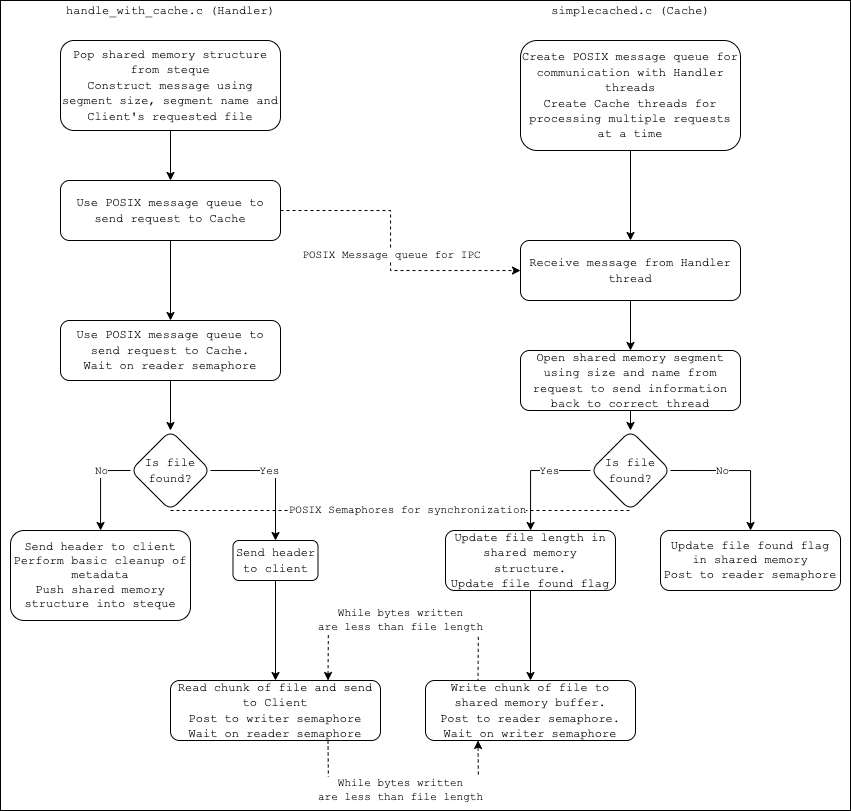 handle_with_cache.c (Handler)
simplecached.c (Cache)
Pop shared memory structure
from steque
Construct message using
segment size, segment name and
Client's requested file
Create POSIX message queue for
communication with Handler
threads
Create Cache threads for
processing multiple requests
at a time
Use POSIX message queue to
send request to Cache
POSIX Message queue for IPC
Receive message from Handler
thread
Use POSIX message queue to
send request to Cache.
Wait on reader semaphore
Open shared memory segment
using size and name from
request to send information
back to correct thread
Is file
found?
No
Yes
Is file
found?
Yes
No
POSIX Semaphores for synchronization
Send header to client
Perform basic cleanup of
metadata
Push shared memory
structure into steque
Send header
to client
Update file length in
shared memory
structure.
Update file found flag
Update file found flag
in shared memory
Post to reader semaphore
While bytes written
are less than file length
Read chunk of file and send
to Client
Post to writer semaphore
Wait on reader semaphore
Write chunk of file to
shared memory buffer.
Post to reader semaphore.
Wait on writer semaphore
While bytes written
are less than file length